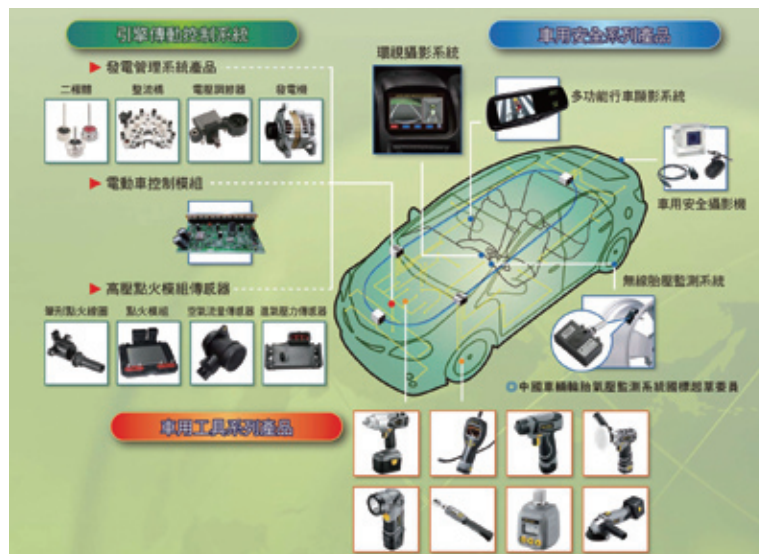 引擎傳動控制系統
車用安全系列產品
發電管理系統產品
二極體
整流橋
電壓調節器
發電機
環視攝影系統
多功能行車顯影系統
車用安全攝影機
電動車控制模組
高壓點火模組傳感器
筆形點火線圈
點火模組
空氣流量傳感器
進氣壓力傳感器
無線胎壓監測系統
中國車輛輪胎氣壓監測系統國標起草委員
車用工具系列產品